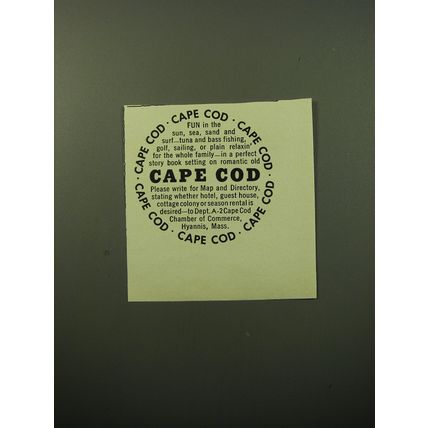 CAPE COD · CAPE COD · CAPE COD · CAPE COD · CAPE COD · CAPE COD · CAPE COD ·
FUN in the
sun, sea, sand and
surf—tuna and bass fishing,
golf, sailing, or plain relaxin'
for the whole family—in a perfect
story book setting on romantic old
CAPE COD
Please write for Map and Directory,
stating whether hotel, guest house,
cottage colony or season rental is
desired—to Dept. A-2 Cape Cod
Chamber of Commerce,
Hyannis, Mass.